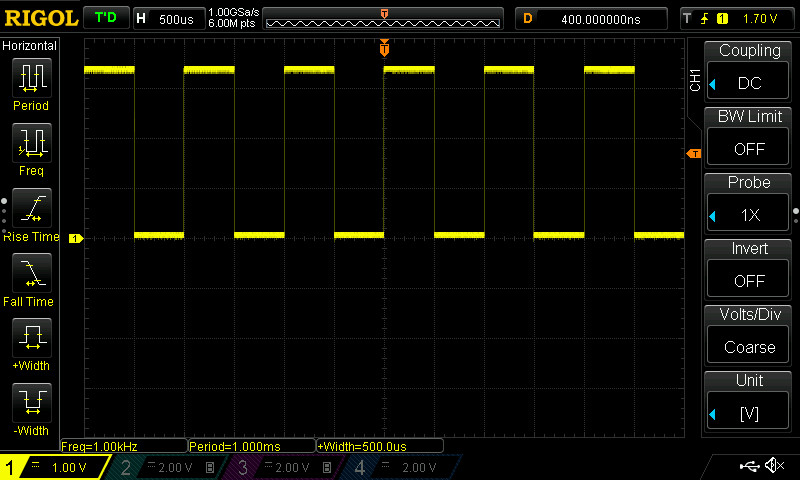 RIGOL T'D H 500us 1.00GSa/s 6.00M pts T D 400.000000ns T 1 1.70 V
Horizontal
T
CH1
Coupling
DC
Period
BW Limit
OFF
Freq
T
Probe
1X
Rise Time
1
Invert
OFF
Fall Time
Volts/Div
Coarse
+Width
Unit
[V]
-Width
Freq=1.00kHz Period=1.000ms +Width=500.0us
1 1.00 V 2 2.00 V B 3 2.00 V B 4 2.00 V